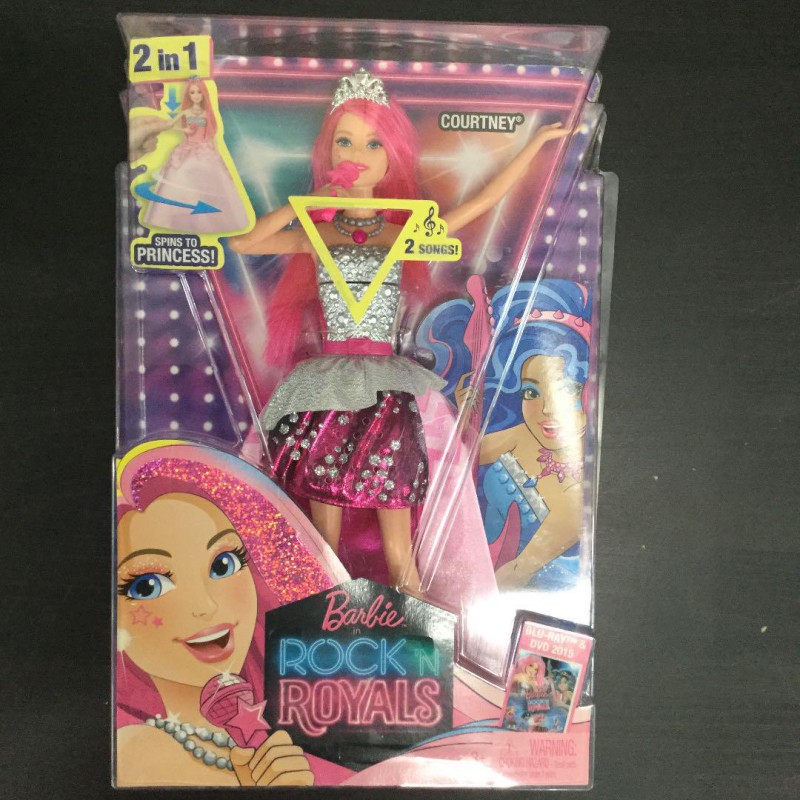 2 in 1
COURTNEY®
2 SONGS!
SPINS TO
PRINCESS!
Barbie
in
ROCK 'N
ROYALS
BLU-RAY™ &
DVD 2015
WARNING: